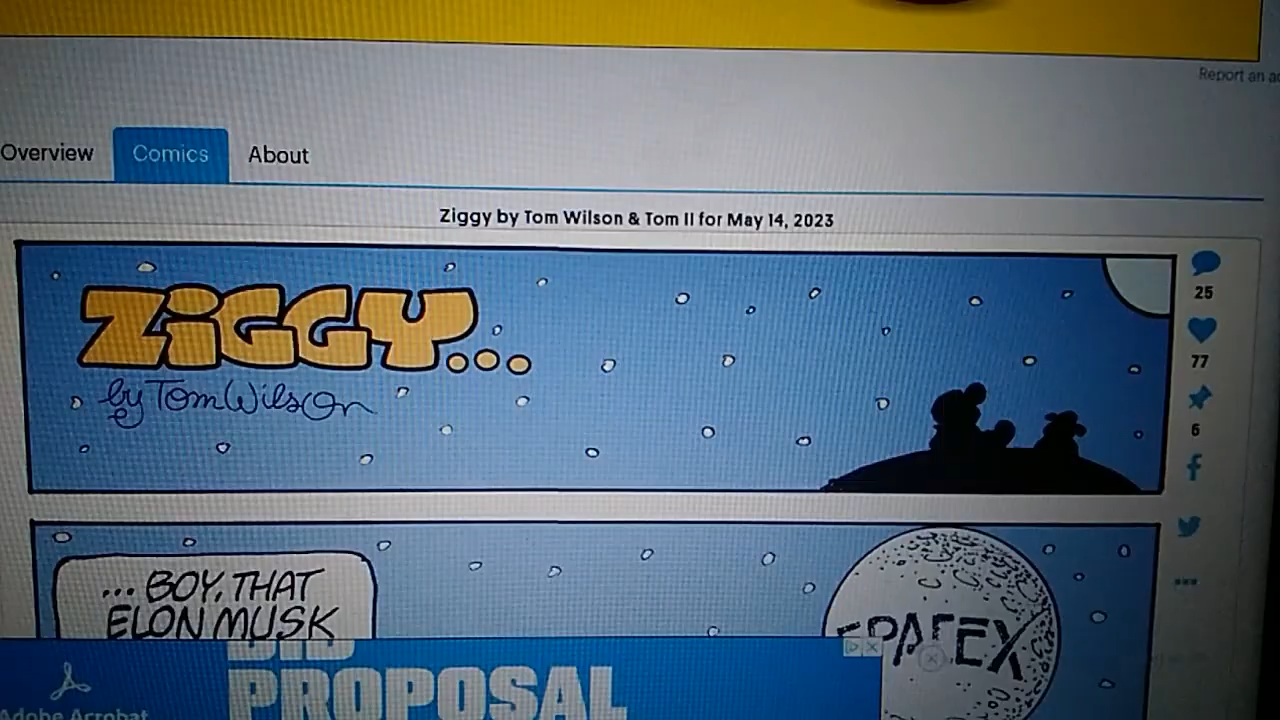 Report an
Overview
Comics
About
Ziggy by Tom Wilson & Tom II for May 14, 2023
ZiGGY...
by Tom Wilson
25
77
6
... BOY, THAT
ELON MUSK
SPACEX
PROPOSAL
Adobe Acrobat